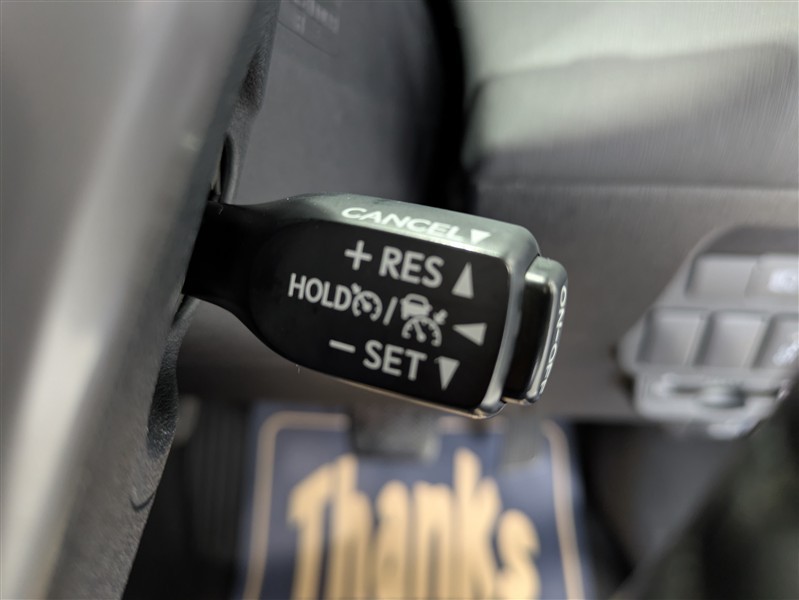 CANCEL▼
+ RES ▲
HOLD / ◀
− SET ▼
ON-OFF
Thanks